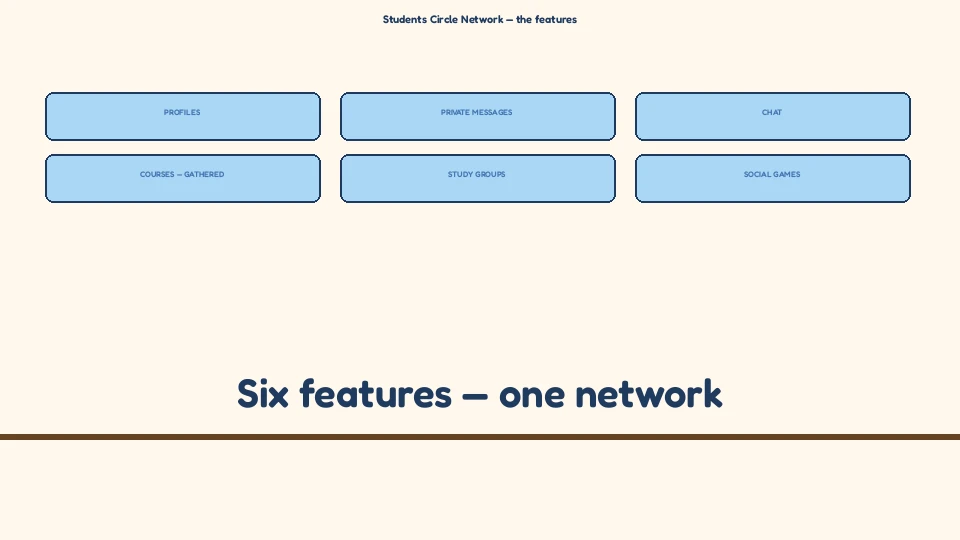 Students Circle Network — the features
PROFILES
PRIVATE MESSAGES
CHAT
COURSES — GATHERED
STUDY GROUPS
SOCIAL GAMES
Six features — one network